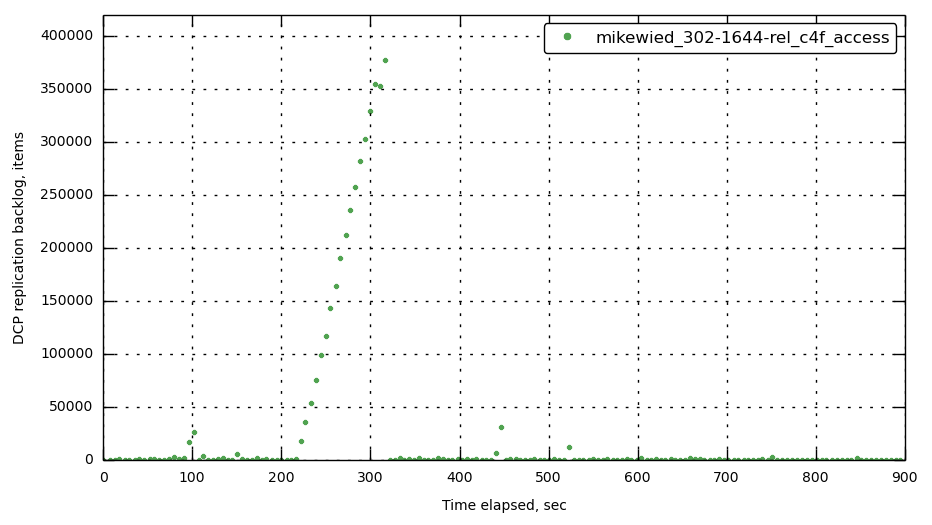 mikewied_302-1644-rel_c4f_access
DCP replication backlog, items
400000
350000
300000
250000
200000
150000
100000
50000
0
0 100 200 300 400 500 600 700 800 900
Time elapsed, sec